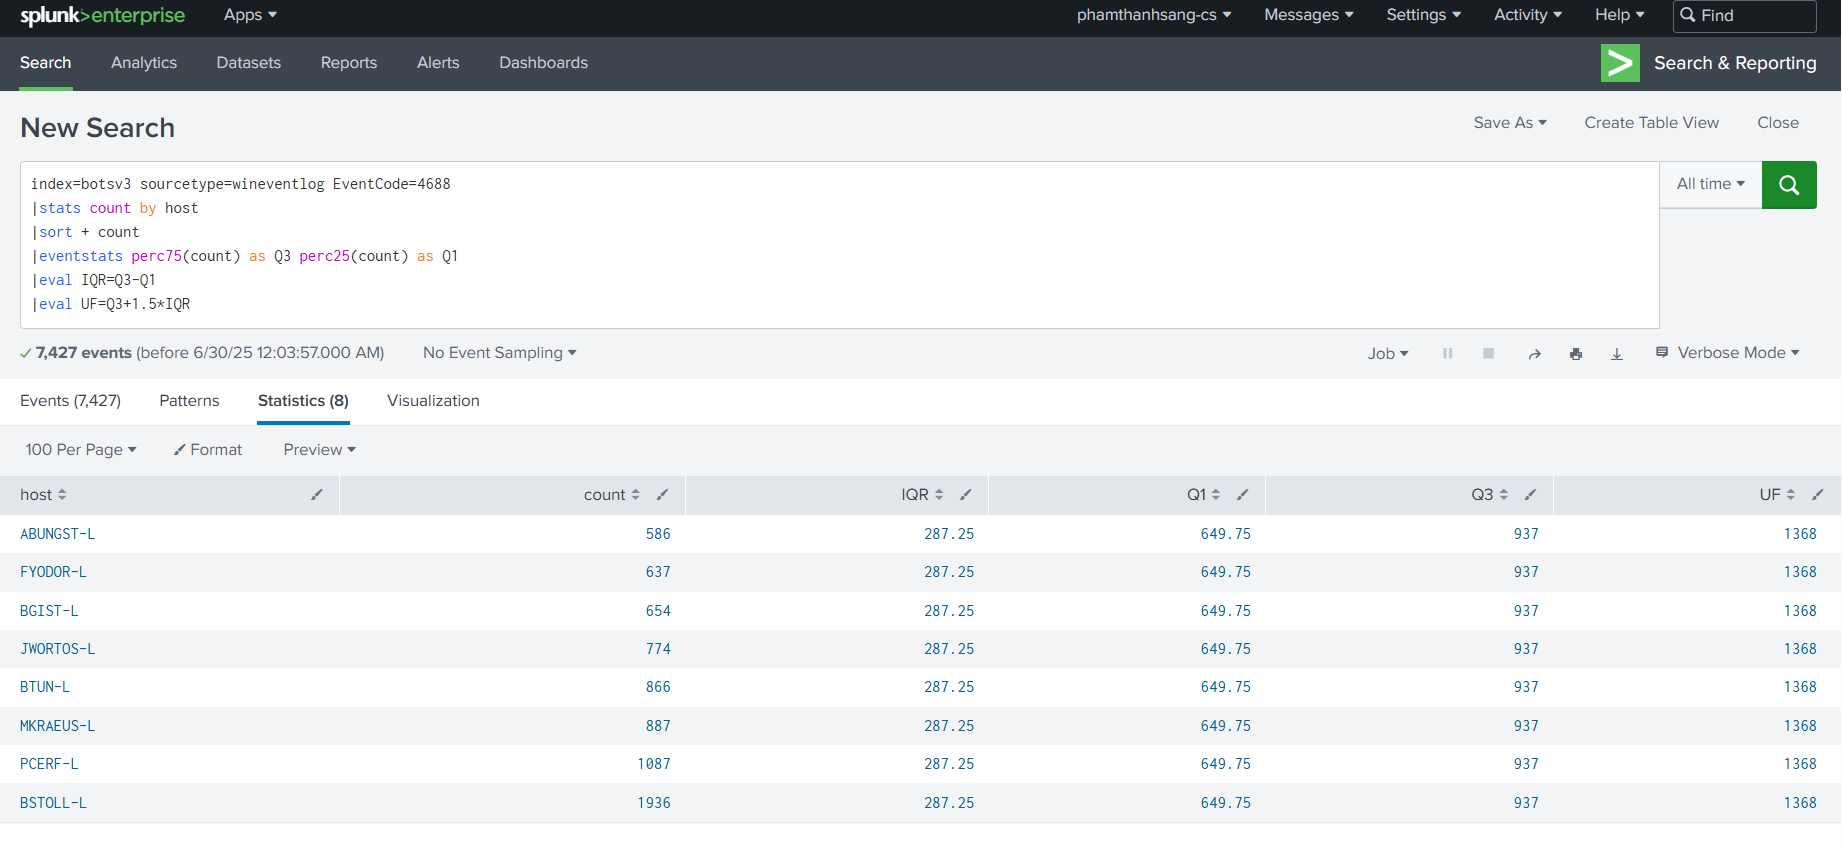 splunk>enterprise Apps phamthanhsang-cs Messages Settings Activity Help Find
Search Analytics Datasets Reports Alerts Dashboards Search & Reporting
New Search Save As Create Table View Close
index=botsv3 sourcetype=wineventlog EventCode=4688 All time
|stats count by host
|sort + count
|eventstats perc75(count) as Q3 perc25(count) as Q1
|eval IQR=Q3-Q1
|eval UF=Q3+1.5*IQR
7,427 events (before 6/30/25 12:03:57.000 AM) No Event Sampling Job Verbose Mode
Events (7,427) Patterns Statistics (8) Visualization
100 Per Page Format Preview
host count IQR Q1 Q3 UF
ABUNGST-L 586 287.25 649.75 937 1368
FYODOR-L 637 287.25 649.75 937 1368
BGIST-L 654 287.25 649.75 937 1368
JWORTOS-L 774 287.25 649.75 937 1368
BTUN-L 866 287.25 649.75 937 1368
MKRAEUS-L 887 287.25 649.75 937 1368
PCERF-L 1087 287.25 649.75 937 1368
BSTOLL-L 1936 287.25 649.75 937 1368